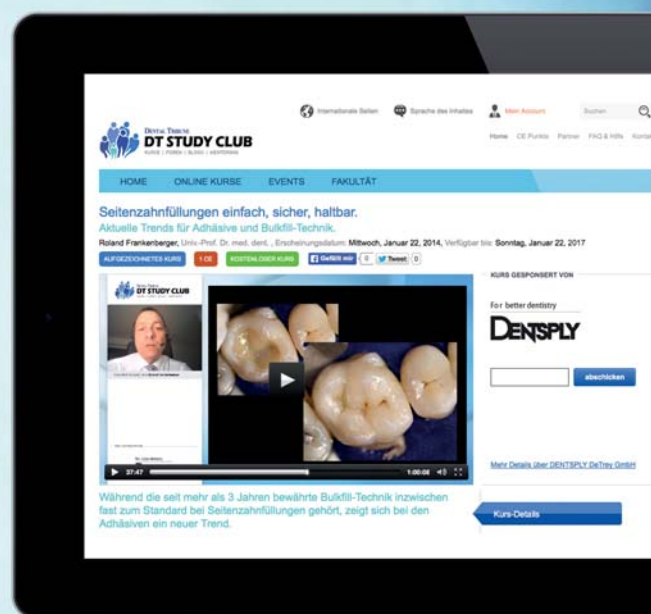 Internationale Seiten
Sprache des Inhaltes
Mein Account
Suchen
DENTAL TRIBUNE
DT STUDY CLUB
KURSE | FOREN | BLOGS | MENTORING
Home CE Punkte Partner FAQ & Hilfe
HOME ONLINE KURSE EVENTS FAKULTÄT
Seitenzahnfüllungen einfach, sicher, haltbar.
Aktuelle Trends für Adhäsive und Bulkfill-Technik.
Roland Frankenberger, Univ.-Prof. Dr. med. dent. , Erscheinungsdatum: Mittwoch, Januar 22, 2014, Verfügbar bis: Sonntag, Januar 22, 2017
AUFGEZEICHNETES KURS 1 CE KOSTENLOSER KURS Gefällt mir 0 Tweet 0
DT STUDY CLUB
37:47
1:00:08
KURS GESPONSERT VON
For better dentistry
DENTSPLY
abschicken
Mehr Details über DENTSPLY DeTrey GmbH
Während die seit mehr als 3 Jahren bewährte Bulkfill-Technik inzwischen
fast zum Standard bei Seitenzahnfüllungen gehört, zeigt sich bei den
Adhäsiven ein neuer Trend.
Kurs-Details